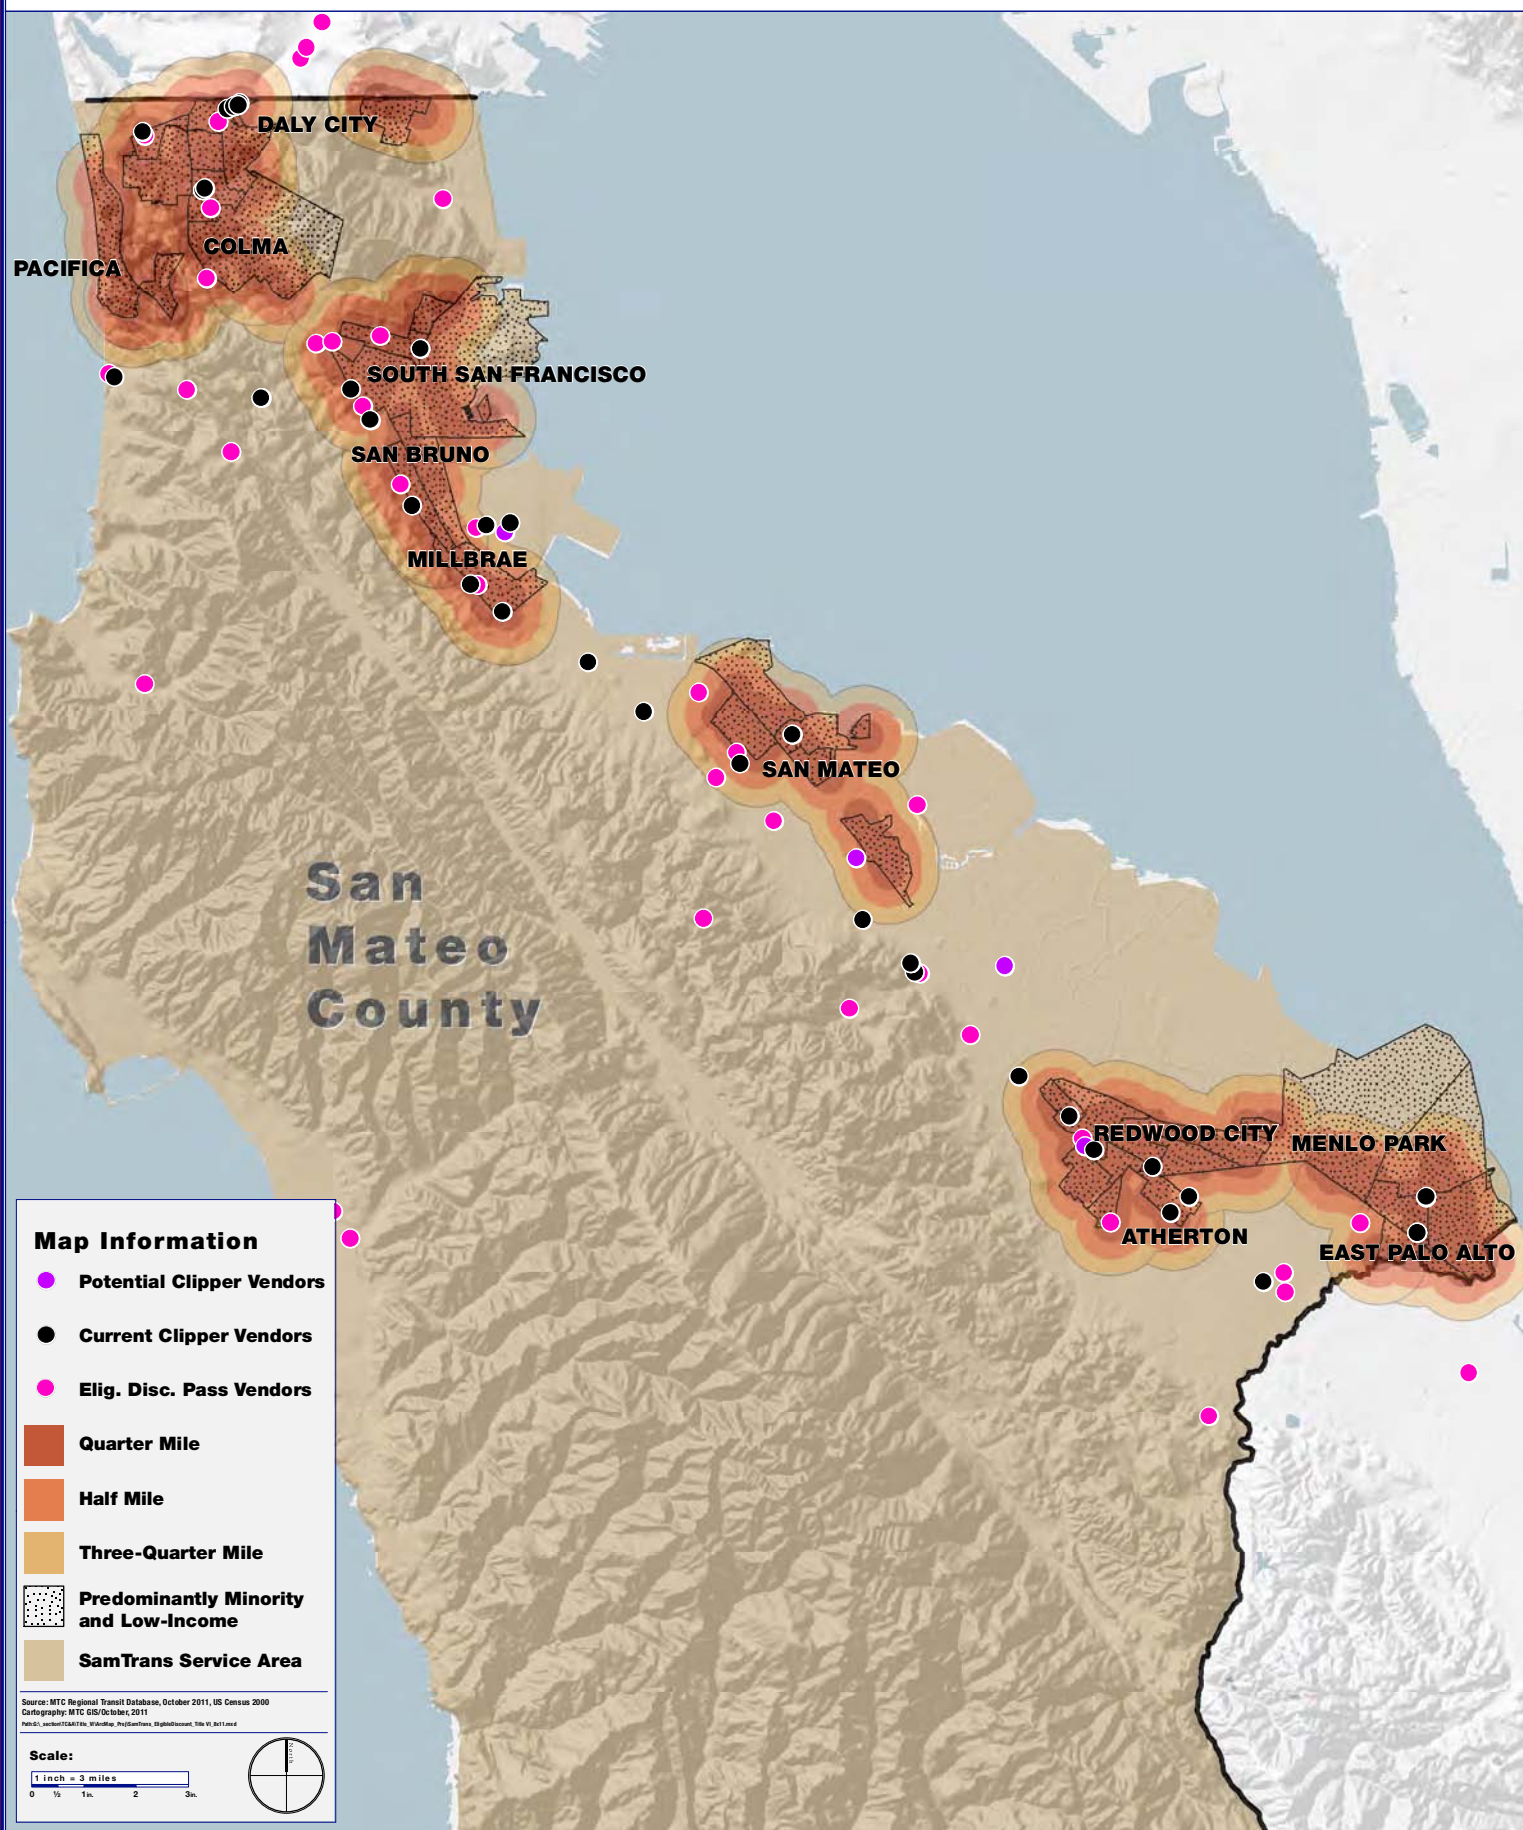 DALY CITY
COLMA
PACIFICA
SOUTH SAN FRANCISCO
SAN BRUNO
MILLBRAE
SAN MATEO
San
Mateo
County
REDWOOD CITY
MENLO PARK
ATHERTON
EAST PALO ALTO
Map Information
Potential Clipper Vendors
Current Clipper Vendors
Elig. Disc. Pass Vendors
Quarter Mile
Half Mile
Three-Quarter Mile
Predominantly Minority
and Low-Income
SamTrans Service Area
Source: MTC Regional Transit Database, October 2011, US Census 2000
Cartography: MTC GIS/October, 2011
Scale:
1 inch = 3 miles
0 ½ 1in. 2 3in.
North